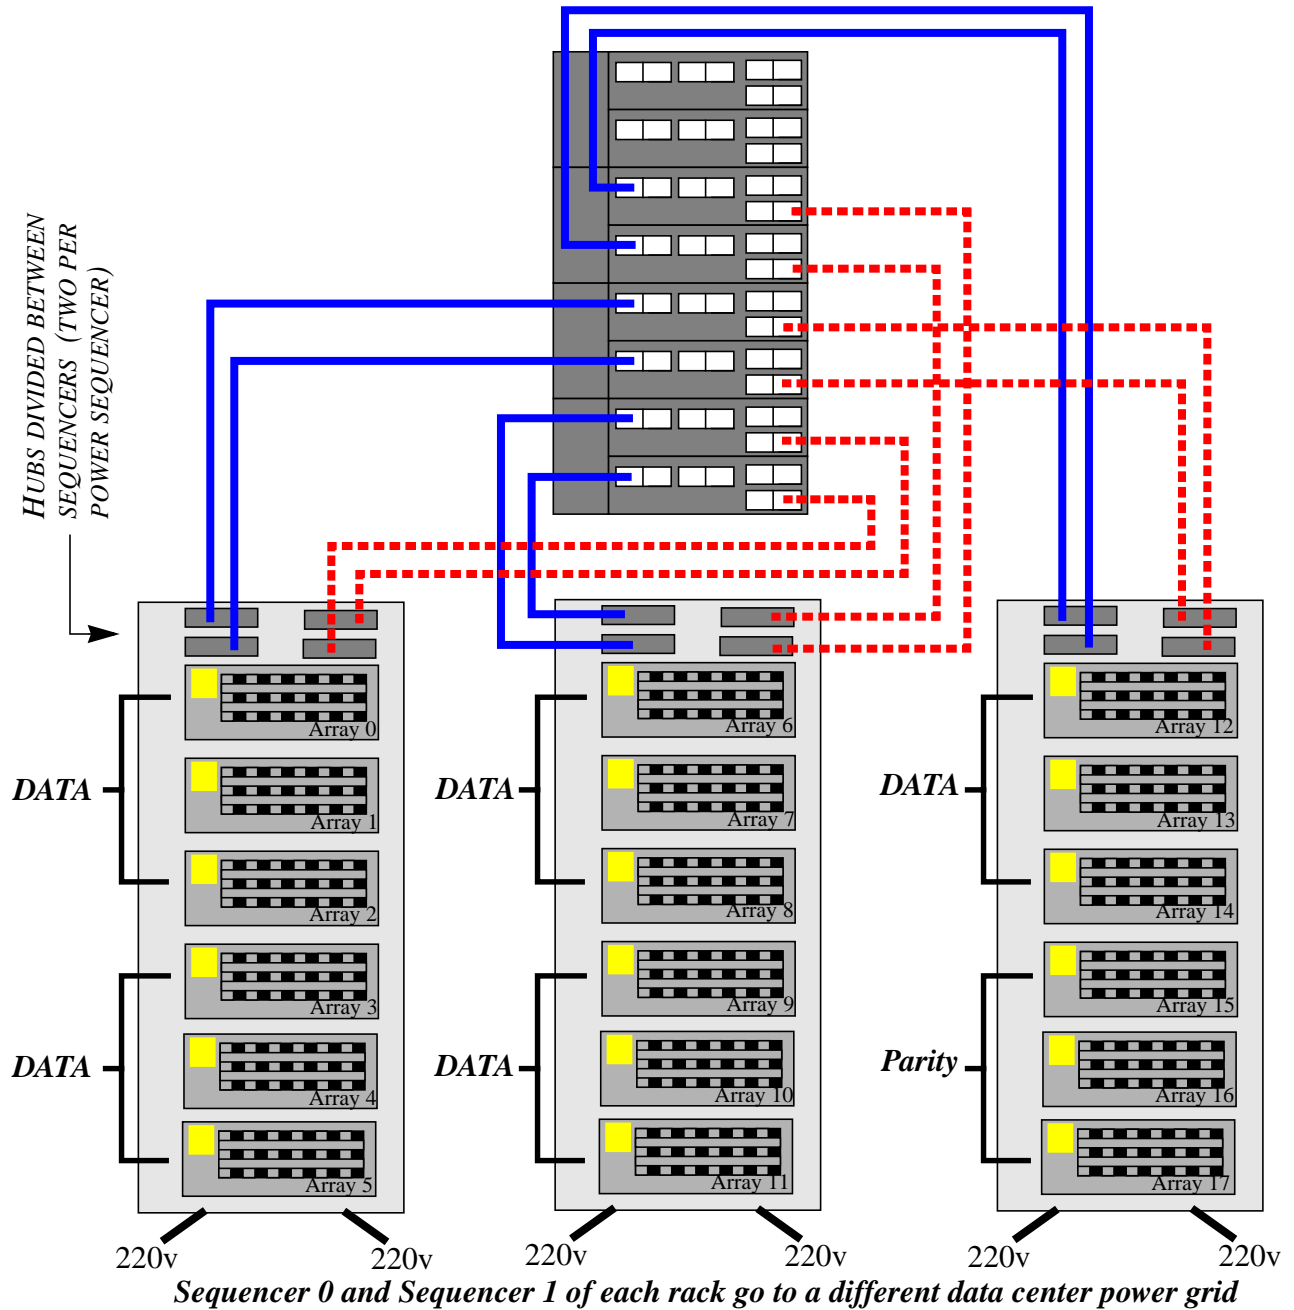 HUBS DIVIDED BETWEEN
SEQUENCERS (TWO PER
POWER SEQUENCER)
Array 0
Array 1
Array 2
Array 3
Array 4
Array 5
DATA
DATA
Array 6
Array 7
Array 8
Array 9
Array 10
Array 11
DATA
DATA
Array 12
Array 13
Array 14
Array 15
Array 16
Array 17
DATA
Parity
220v
220v
220v
220v
220v
220v
Sequencer 0 and Sequencer 1 of each rack go to a different data center power grid